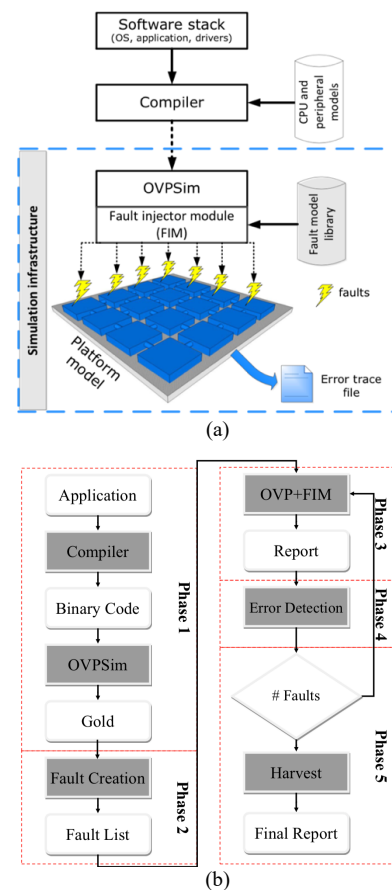 Software stack
(OS, application, drivers)
Compiler
CPU and
peripheral
models
Simulation infrastructure
OVPSim
Fault injector module
(FIM)
Fault model
library
faults
Platform
model
Error trace
file
(a)
Application
Compiler
Binary Code
OVPSim
Gold
Phase 1
Fault Creation
Fault List
Phase 2
OVP+FIM
Report
Phase 3
Error Detection
Phase 4
# Faults
Harvest
Final Report
Phase 5
(b)